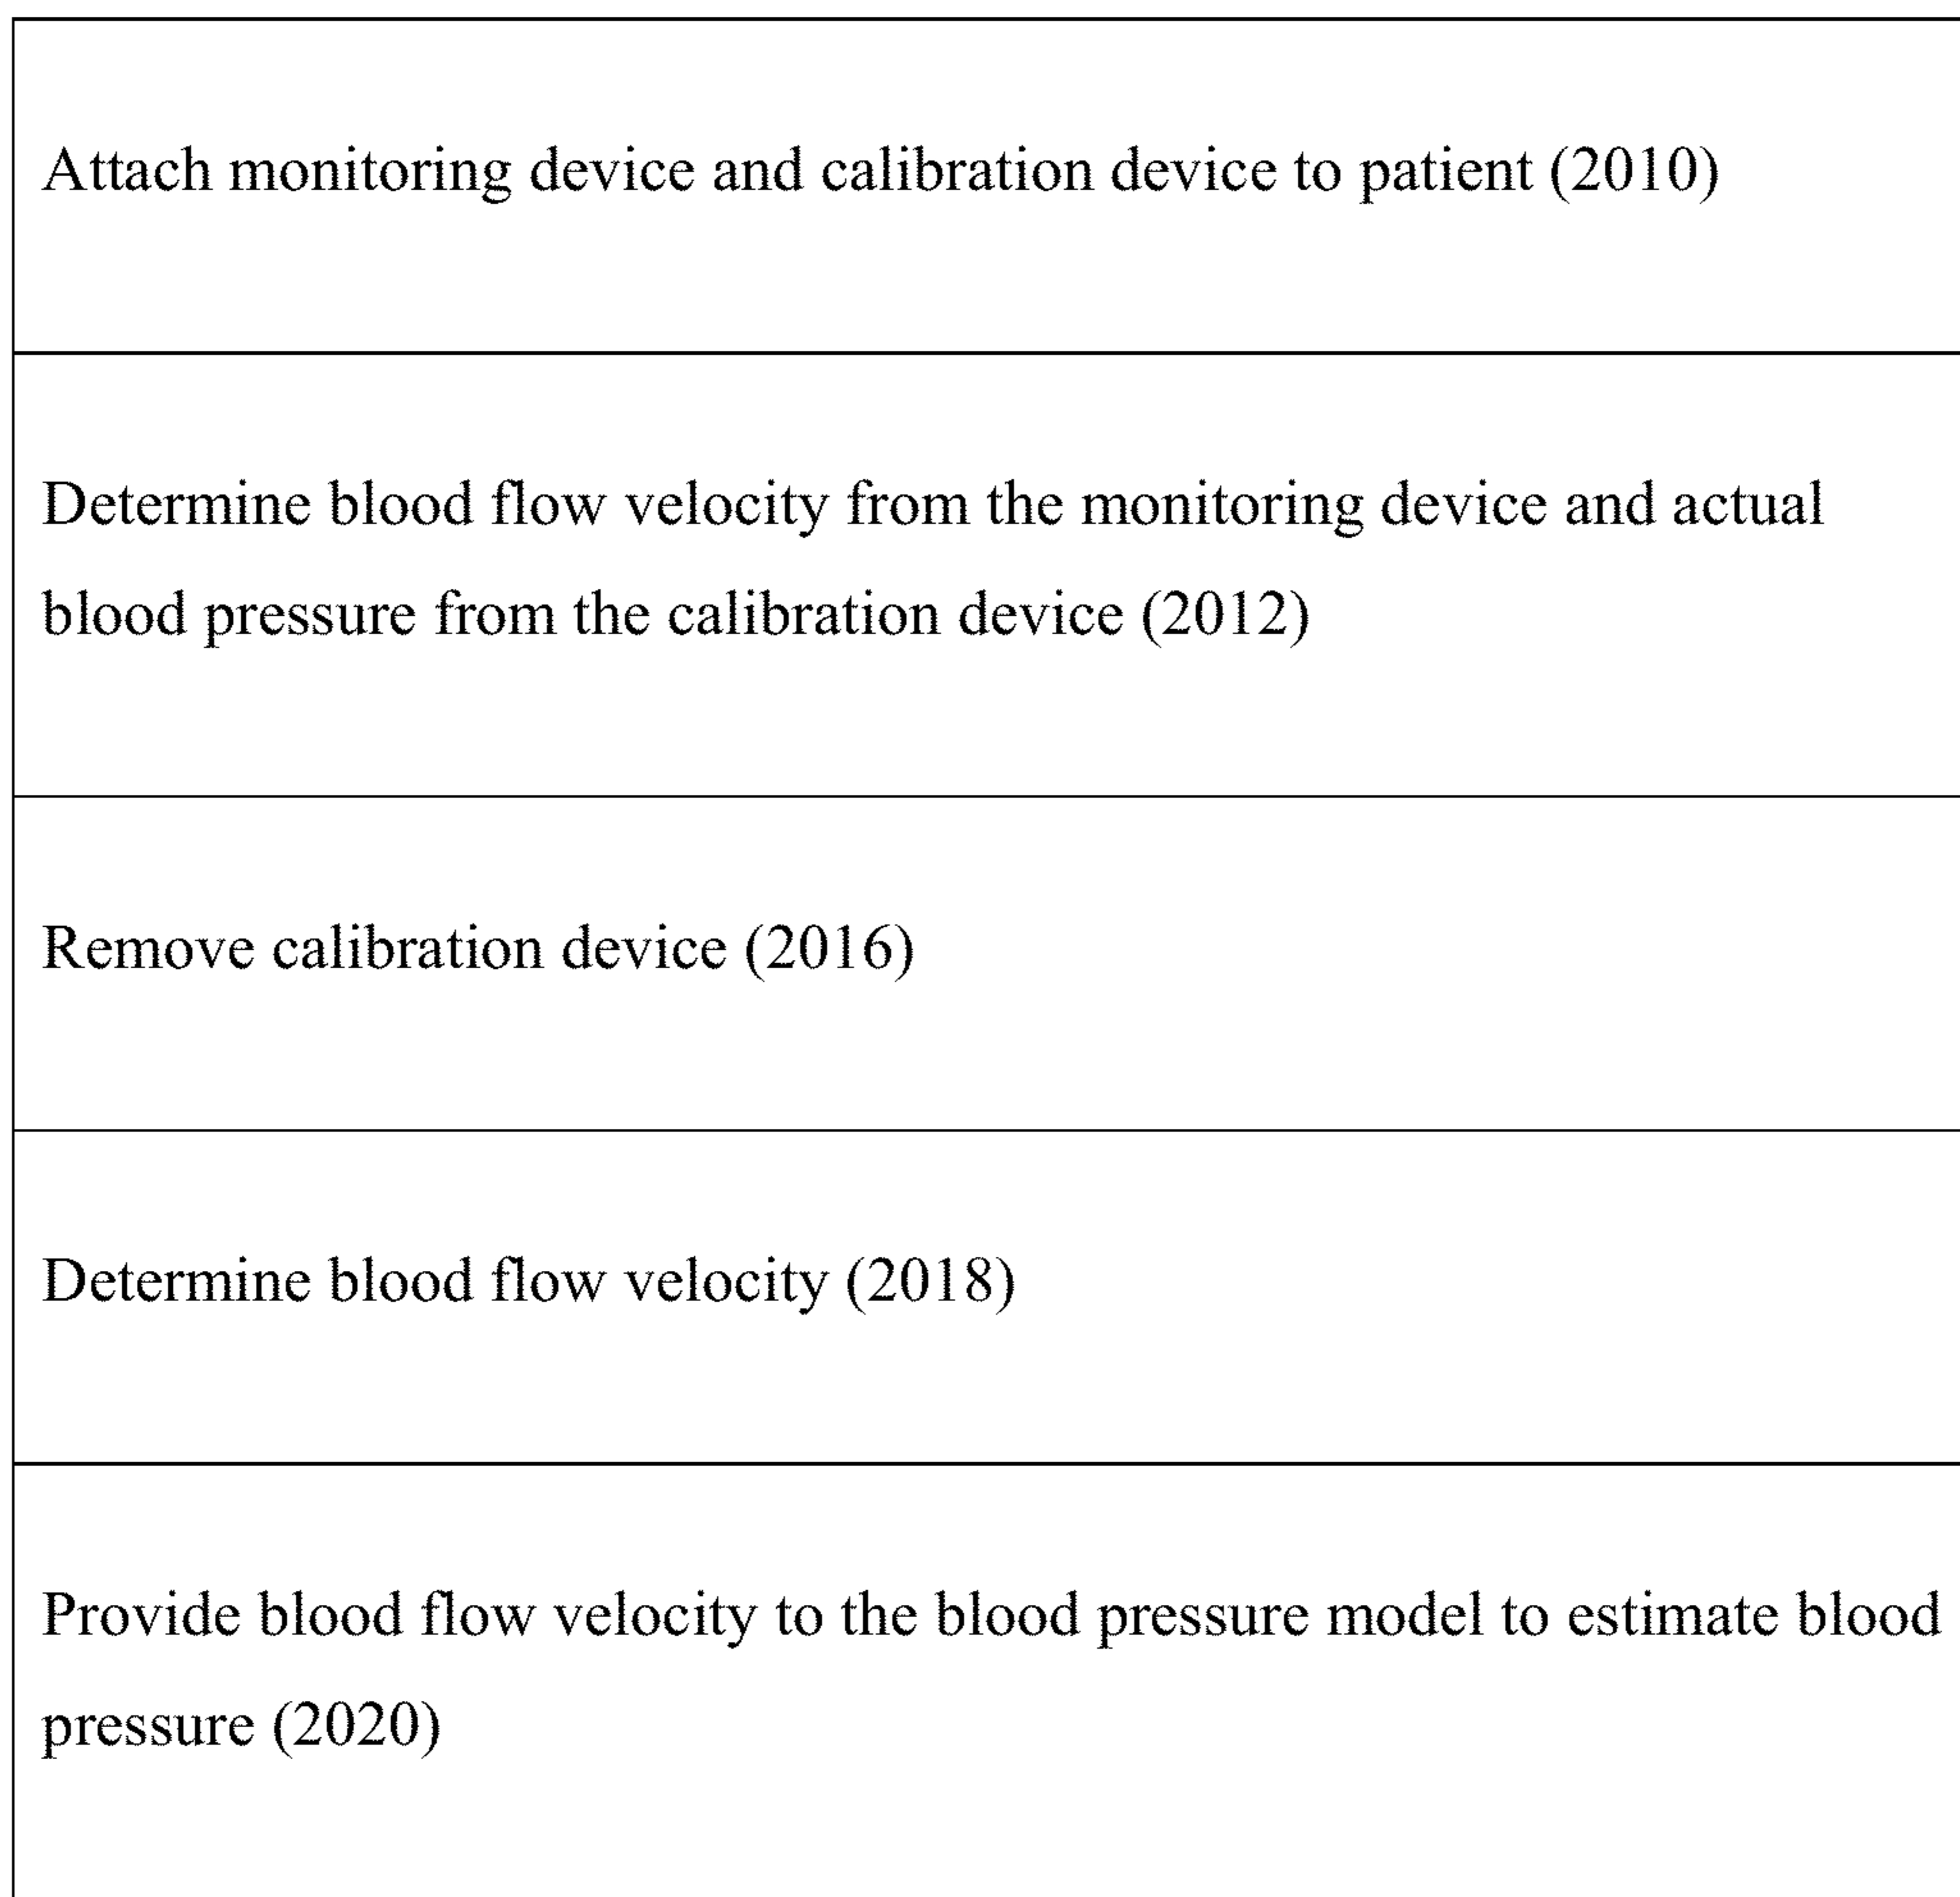 Attach monitoring device and calibration device to patient (2010)
Determine blood flow velocity from the monitoring device and actual
blood pressure from the calibration device (2012)
Remove calibration device (2016)
Determine blood flow velocity (2018)
Provide blood flow velocity to the blood pressure model to estimate blood
pressure (2020)